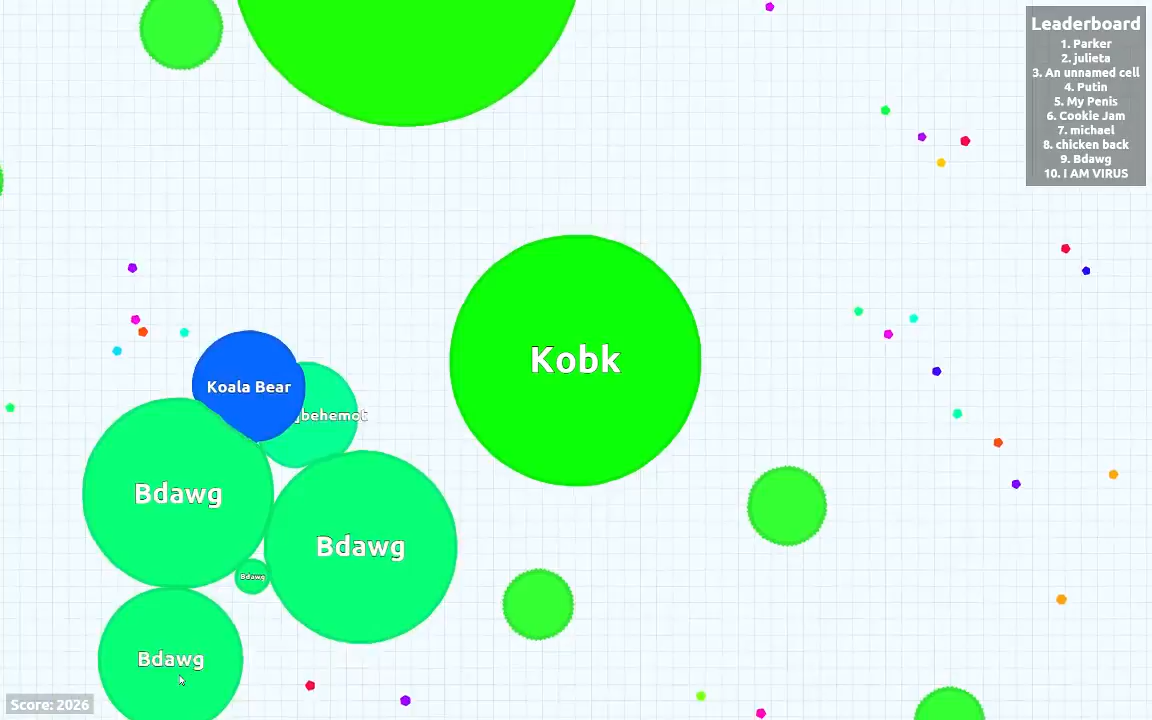 Leaderboard
1. Parker
2. julieta
3. An unnamed cell
4. Putin
5. My Penis
6. Cookie Jam
7. michael
8. chicken back
9. Bdawg
10. I AM VIRUS
Kobk
Koala Bear
Bdawg
Bdawg
Bdawg
Bdawg
Score: 2026